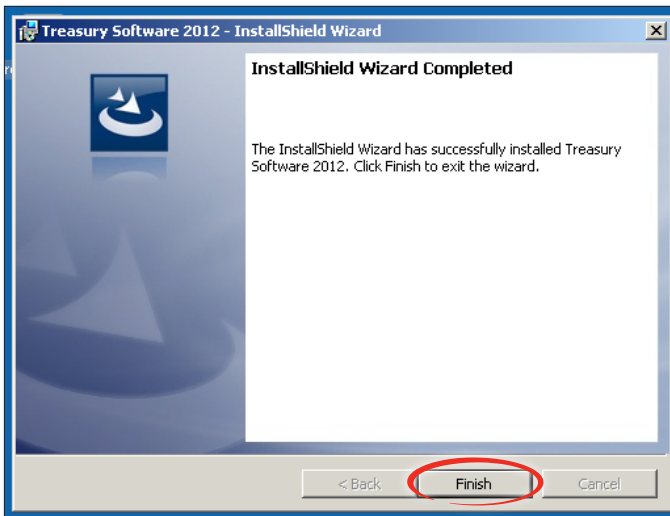 Treasury Software 2012 - InstallShield Wizard
InstallShield Wizard Completed
The InstallShield Wizard has successfully installed Treasury
Software 2012. Click Finish to exit the wizard.
< Back
Finish
Cancel